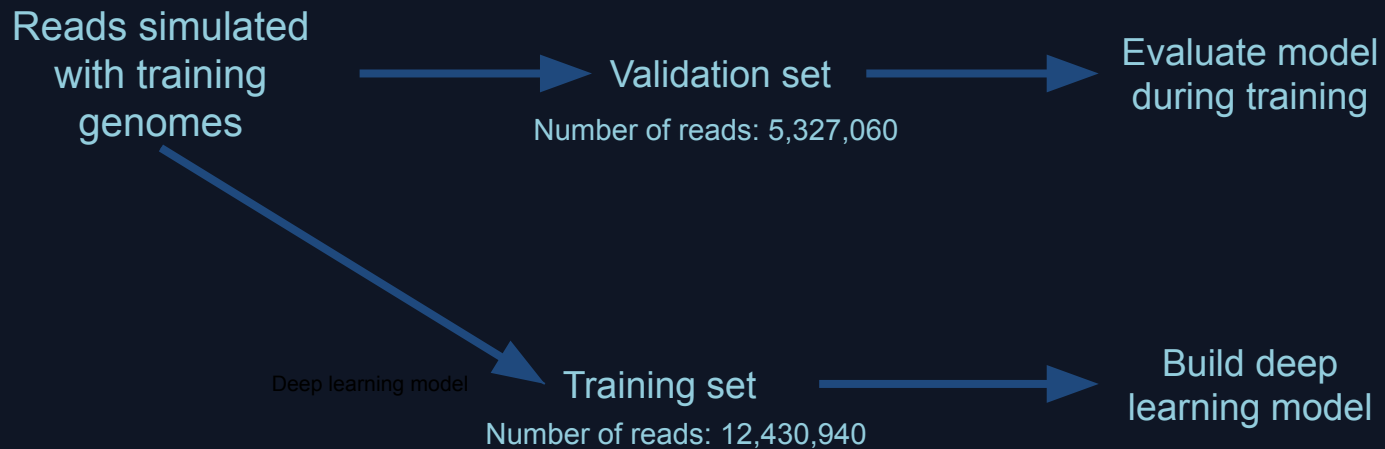 Reads simulated
with training
genomes
Validation set
Number of reads: 5,327,060
Evaluate model
during training
Deep learning model
Training set
Number of reads: 12,430,940
Build deep
learning model